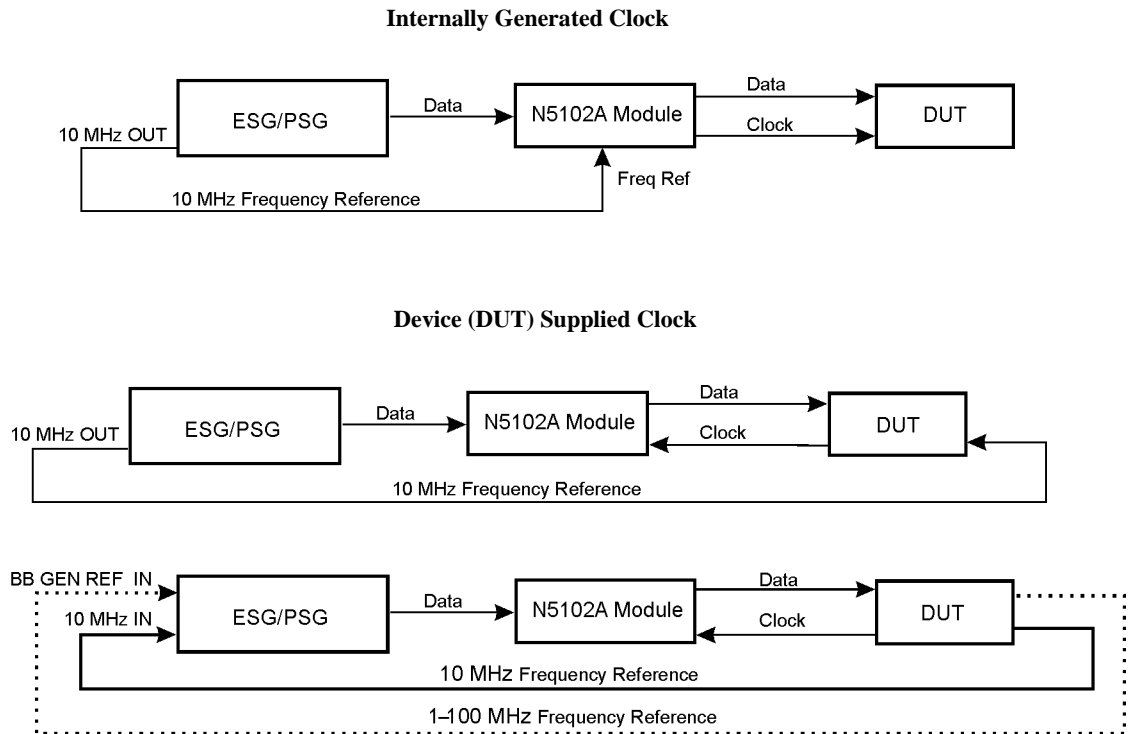 Internally Generated Clock
ESG/PSG
Data
N5102A Module
Data
Clock
DUT
10 MHz OUT
Freq Ref
10 MHz Frequency Reference
Device (DUT) Supplied Clock
10 MHz OUT
ESG/PSG
Data
N5102A Module
Data
Clock
DUT
10 MHz Frequency Reference
BB GEN REF IN
10 MHz IN
ESG/PSG
Data
N5102A Module
Data
Clock
DUT
10 MHz Frequency Reference
1–100 MHz Frequency Reference